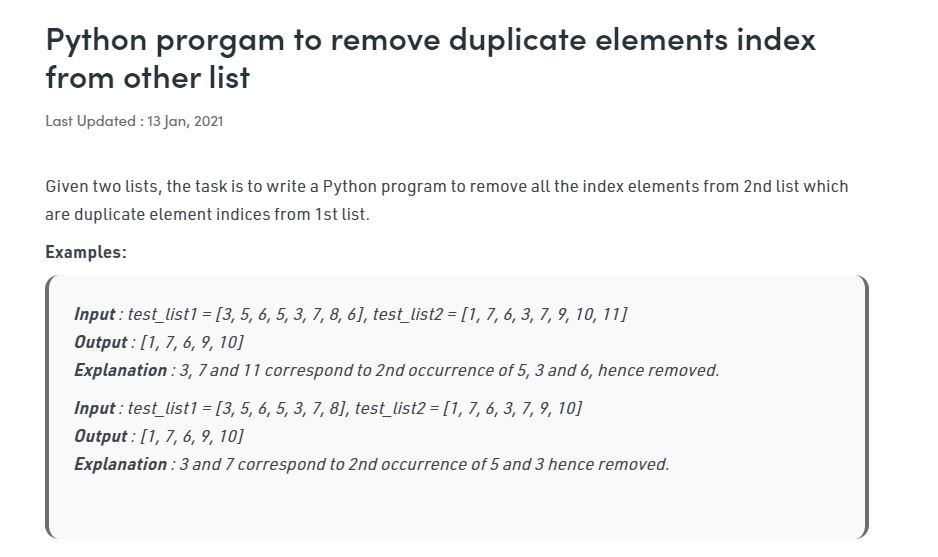 Python prorgam to remove duplicate elements index
from other list
Last Updated : 13 Jan, 2021
Given two lists, the task is to write a Python program to remove all the index elements from 2nd list which
are duplicate element indices from 1st list.
Examples:
Input : test_list1 = [3, 5, 6, 5, 3, 7, 8, 6], test_list2 = [1, 7, 6, 3, 7, 9, 10, 11]
Output : [1, 7, 6, 9, 10]
Explanation : 3, 7 and 11 correspond to 2nd occurrence of 5, 3 and 6, hence removed.
Input : test_list1 = [3, 5, 6, 5, 3, 7, 8], test_list2 = [1, 7, 6, 3, 7, 9, 10]
Output : [1, 7, 6, 9, 10]
Explanation : 3 and 7 correspond to 2nd occurrence of 5 and 3 hence removed.